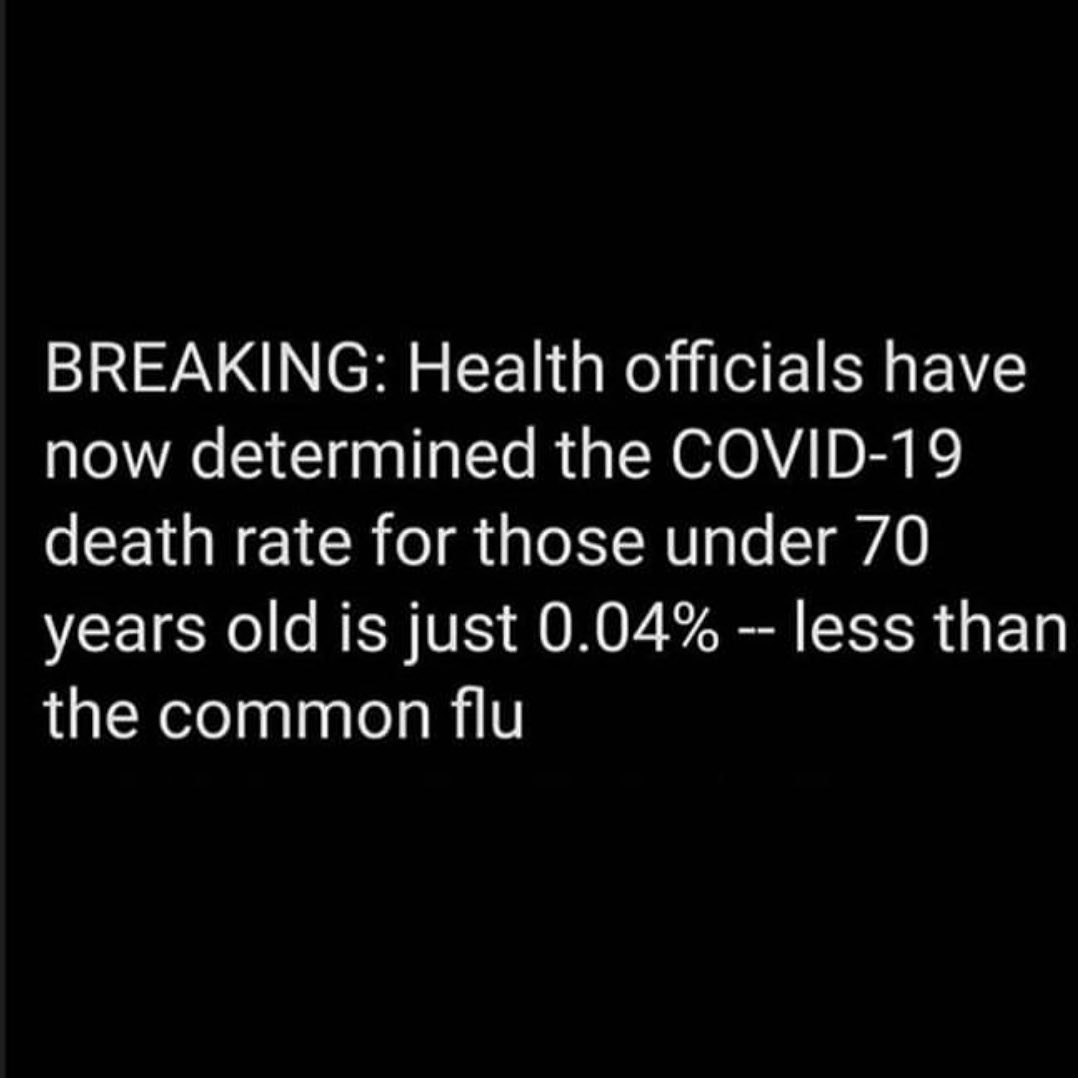 BREAKING: Health officials have
now determined the COVID-19
death rate for those under 70
years old is just 0.04% -- less than
the common flu